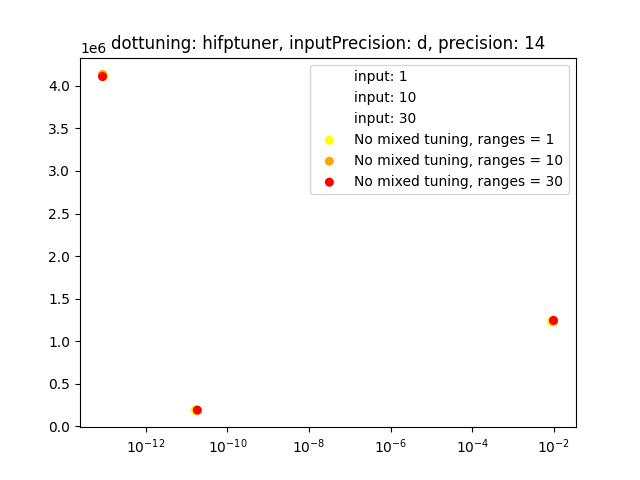 dottuning: hifptuner, inputPrecision: d, precision: 14
1e6
input: 1
input: 10
input: 30
No mixed tuning, ranges = 1
No mixed tuning, ranges = 10
No mixed tuning, ranges = 30
4.0
3.5
3.0
2.5
2.0
1.5
1.0
0.5
0.0
10⁻¹² 10⁻¹⁰ 10⁻⁸ 10⁻⁶ 10⁻⁴ 10⁻²